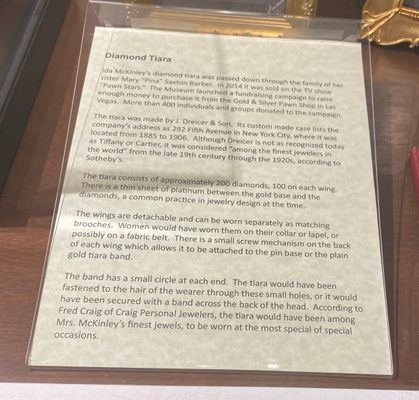 Diamond Tiara
Ida McKinley's diamond tiara was passed down through the family of her
sister Mary "Pina" Saxton Barber. In 2014 it was sold on the TV show
"Pawn Stars." The Museum launched a fundraising campaign to raise
enough money to purchase it from the Gold & Silver Pawn Shop in Las
Vegas. More than 400 individuals and groups donated to the campaign.
The tiara was made by J. Dreicer & Son. Its custom made case lists the
company's address as 292 Fifth Avenue in New York City, where it was
located from 1885 to 1906. Although Dreicer is not as recognized today
as Tiffany or Cartier, it was considered "among the finest jewelers in
the world" from the late 19th century through the 1920s, according to
Sotheby's.
The tiara consists of approximately 200 diamonds, 100 on each wing.
There is a thin sheet of platinum between the gold base and the
diamonds, a common practice in jewelry design at the time.
The wings are detachable and can be worn separately as matching
brooches. Women would have worn them on their collar or lapel, or
possibly on a fabric belt. There is a small screw mechanism on the back
of each wing which allows it to be attached to the pin base or the plain
gold tiara band.
The band has a small circle at each end. The tiara would have been
fastened to the hair of the wearer through these small holes, or it would
have been secured with a band across the back of the head. According to
Fred Craig of Craig Personal Jewelers, the tiara would have been among
Mrs. McKinley's finest jewels, to be worn at the most special of special
occasions.